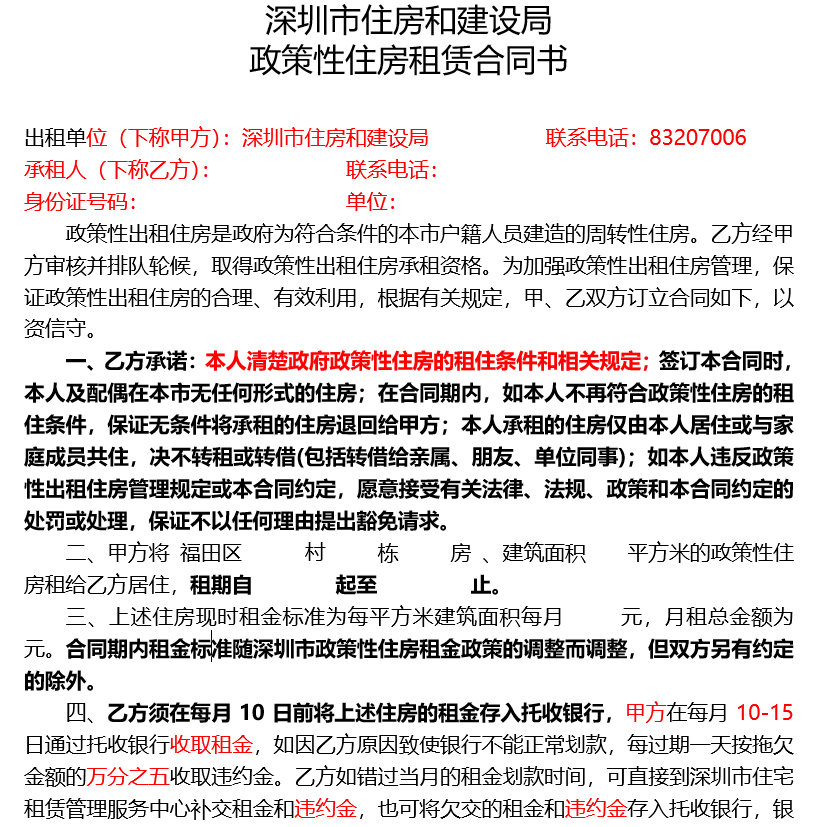 深圳市住房和建设局
政策性住房租赁合同书
出租单位（下称甲方）：深圳市住房和建设局 联系电话：83207006
承租人（下称乙方）： 联系电话：
身份证号码： 单位：
政策性出租住房是政府为符合条件的本市户籍人员建造的周转性住房。乙方经甲
方审核并排队轮候，取得政策性出租住房承租资格。为加强政策性出租住房管理，保
证政策性出租住房的合理、有效利用，根据有关规定，甲、乙双方订立合同如下，以
资信守。
一、乙方承诺：本人清楚政府政策性住房的租住条件和相关规定；签订本合同时，
本人及配偶在本市无任何形式的住房；在合同期内，如本人不再符合政策性住房的租
住条件，保证无条件将承租的住房退回给甲方；本人承租的住房仅由本人居住或与家
庭成员共住，决不转租或转借(包括转借给亲属、朋友、单位同事)；如本人违反政策
性出租住房管理规定或本合同约定，愿意接受有关法律、法规、政策和本合同约定的
处罚或处理，保证不以任何理由提出豁免请求。
二、甲方将 福田区 村 栋 房 、建筑面积 平方米的政策性住
房租给乙方居住，租期自 起至 止。
三、上述住房现时租金标准为每平方米建筑面积每月 元，月租总金额为
元。合同期内租金标准随深圳市政策性住房租金政策的调整而调整，但双方另有约定
的除外。
四、乙方须在每月 10 日前将上述住房的租金存入托收银行，甲方在每月 10-15
日通过托收银行收取租金，如因乙方原因致使银行不能正常划款，每过期一天按拖欠
金额的万分之五收取违约金。乙方如错过当月的租金划款时间，可直接到深圳市住宅
租赁管理服务中心补交租金和违约金，也可将欠交的租金和违约金存入托收银行，银